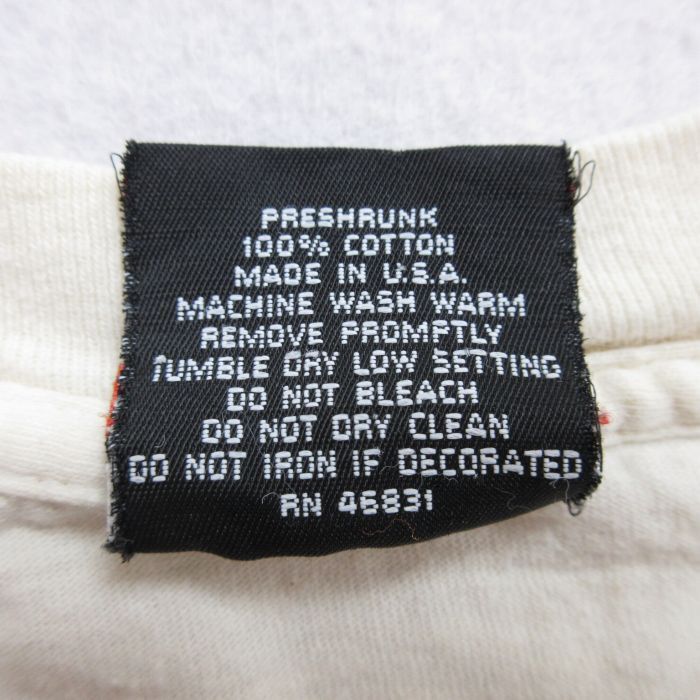 PRESHRUNK
100% COTTON
MADE IN U.S.A.
MACHINE WASH WARM
REMOVE PROMPTLY
TUMBLE DRY LOW SETTING
DO NOT BLEACH
DO NOT DRY CLEAN
DO NOT IRON IF DECORATED
RN 46831